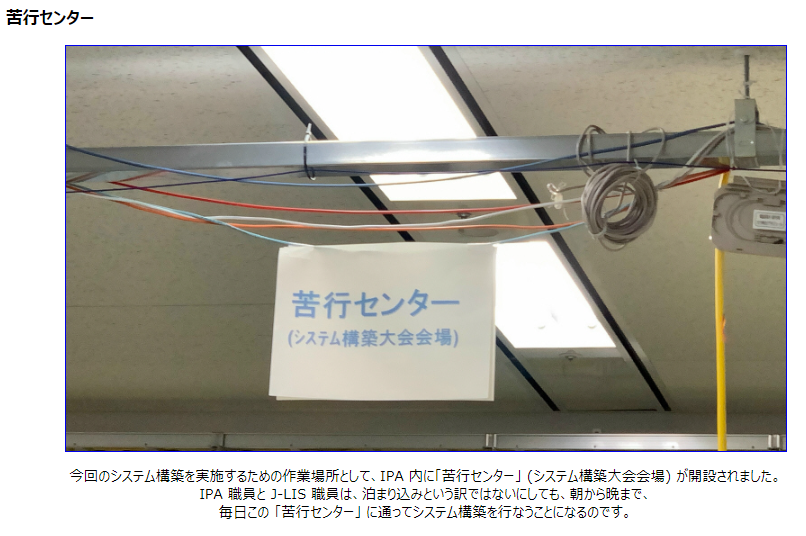 苦行センター
苦行センター
(システム構築大会会場)
今回のシステム構築を実施するための作業場所として、IPA 内に「苦行センター」 (システム構築大会会場) が開設されました。
IPA 職員と J-LIS 職員は、泊まり込みという訳ではないにしても、朝から晩まで、
毎日この 「苦行センター」 に通ってシステム構築を行なうことになるのです。